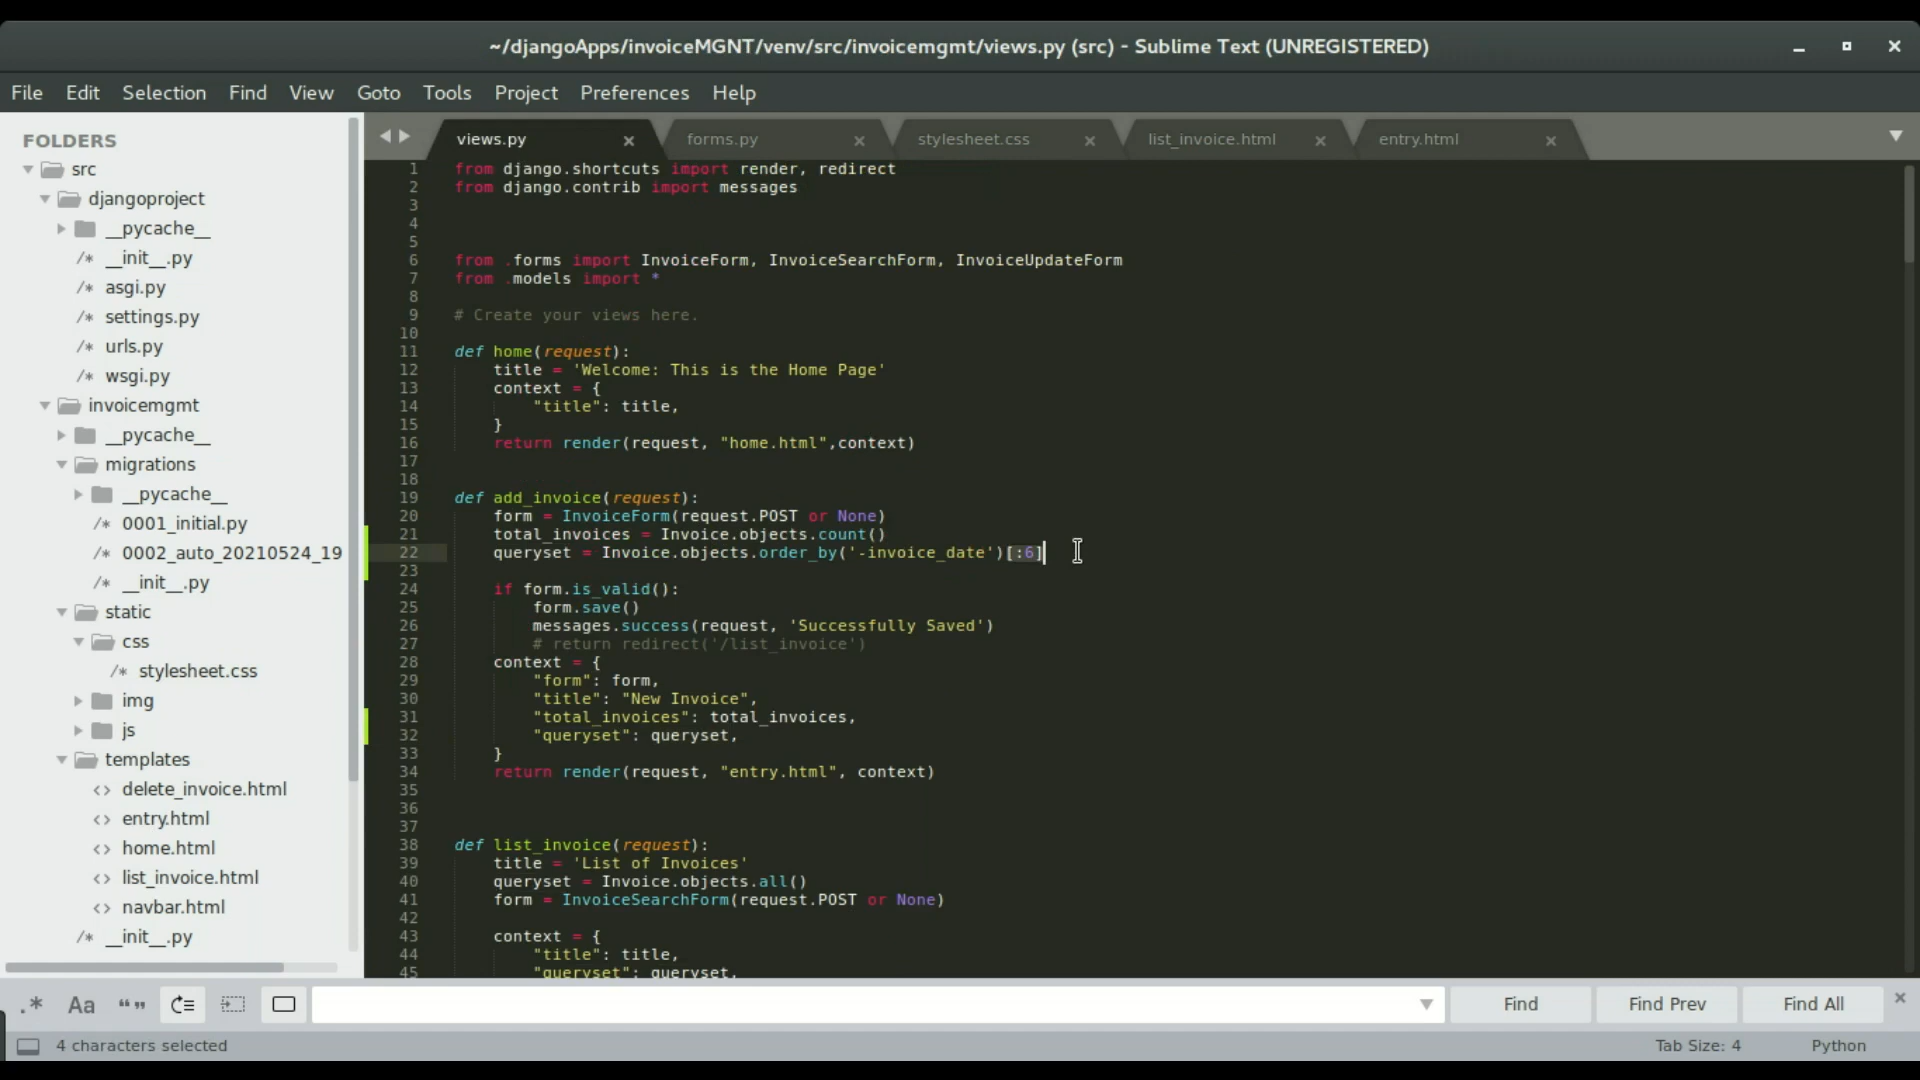 ~/djangoApps/invoiceMGNT/venv/src/invoicemgmt/views.py (src) - Sublime Text (UNREGISTERED)
File Edit Selection Find View Goto Tools Project Preferences Help
FOLDERS
src
djangoproject
__pycache__
/* __init__.py
/* asgi.py
/* settings.py
/* urls.py
/* wsgi.py
invoicemgmt
__pycache__
migrations
__pycache__
/* 0001_initial.py
/* 0002_auto_20210524_19
/* __init__.py
static
css
/* stylesheet.css
img
js
templates
<> delete_invoice.html
<> entry.html
<> home.html
<> list_invoice.html
<> navbar.html
/* __init__.py
views.py forms.py stylesheet.css list_invoice.html entry.html
1 from django.shortcuts import render, redirect
2 from django.contrib import messages
3
4
5
6 from .forms import InvoiceForm, InvoiceSearchForm, InvoiceUpdateForm
7 from .models import *
8
9 # Create your views here.
10
11 def home(request):
12 title = 'Welcome: This is the Home Page'
13 context = {
14 "title": title,
15 }
16 return render(request, "home.html",context)
17
18
19 def add_invoice(request):
20 form = InvoiceForm(request.POST or None)
21 total_invoices = Invoice.objects.count()
22 queryset = Invoice.objects.order_by('-invoice_date')[:6]
23
24 if form.is_valid():
25 form.save()
26 messages.success(request, 'Successfully Saved')
27 # return redirect('/list_invoice')
28 context = {
29 "form": form,
30 "title": "New Invoice",
31 "total_invoices": total_invoices,
32 "queryset": queryset,
33 }
34 return render(request, "entry.html", context)
35
36
37
38 def list_invoice(request):
39 title = 'List of Invoices'
40 queryset = Invoice.objects.all()
41 form = InvoiceSearchForm(request.POST or None)
42
43 context = {
44 "title": title,
45 "queryset": queryset,
.* Aa “” Find Find Prev Find All
4 characters selected Tab Size: 4 Python